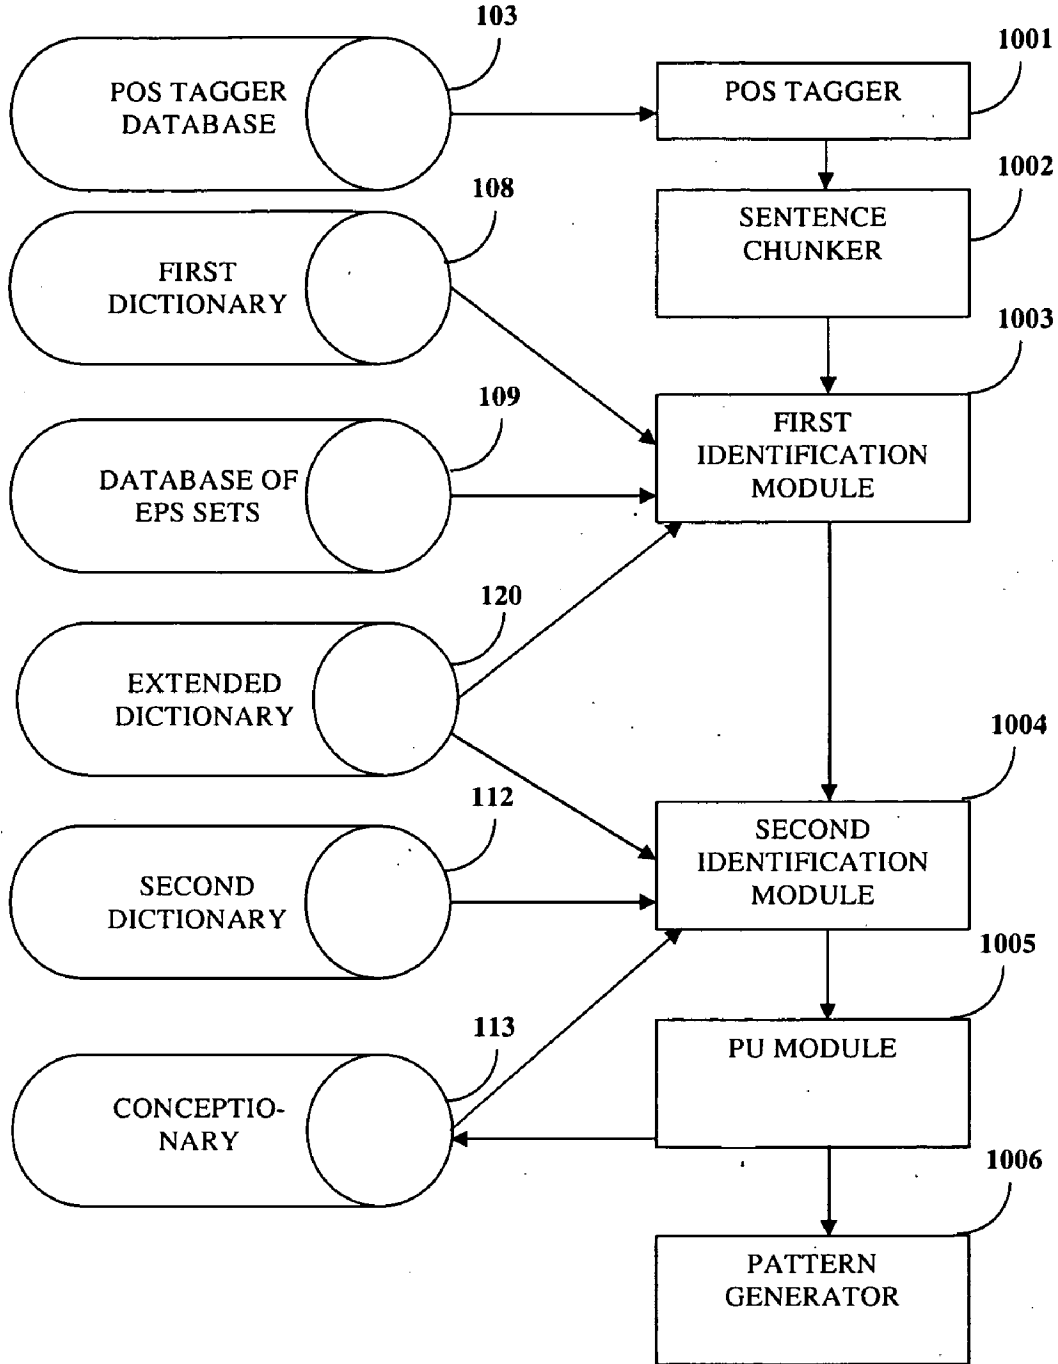 103
POS TAGGER
DATABASE
1001
POS TAGGER
1002
SENTENCE
CHUNKER
108
FIRST
DICTIONARY
1003
FIRST
IDENTIFICATION
MODULE
109
DATABASE OF
EPS SETS
120
EXTENDED
DICTIONARY
1004
SECOND
IDENTIFICATION
MODULE
112
SECOND
DICTIONARY
1005
PU MODULE
113
CONCEPTIO-
NARY
1006
PATTERN
GENERATOR